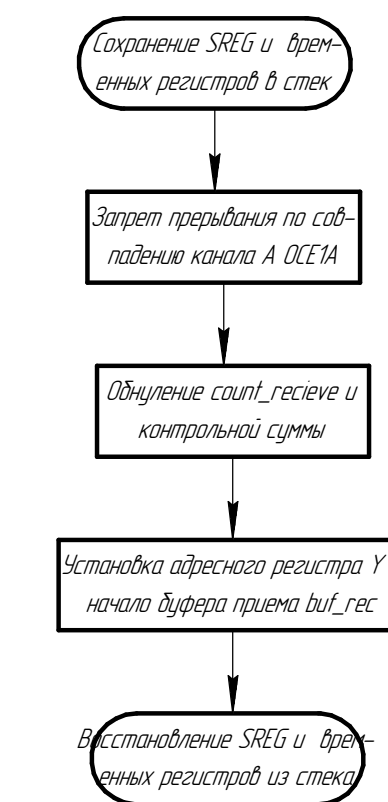 Сохранение SREG и врем-
енных регистров в стек
Запрет прерывания по сов-
падению канала А OCE1A
Обнуление count_recieve и
контрольной суммы
Установка адресного регистра Y
начало буфера приема buf_rec
Восстановление SREG и врем-
енных регистров из стека